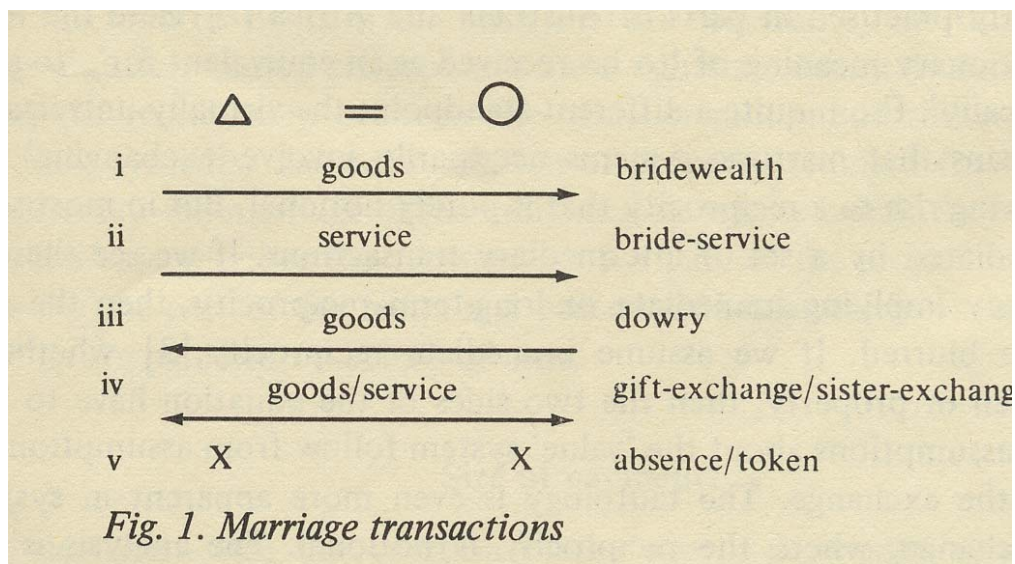 i goods bridewealth
ii service bride-service
iii goods dowry
iv goods/service gift-exchange/sister-exchang
v X X absence/token
Fig. 1. Marriage transactions